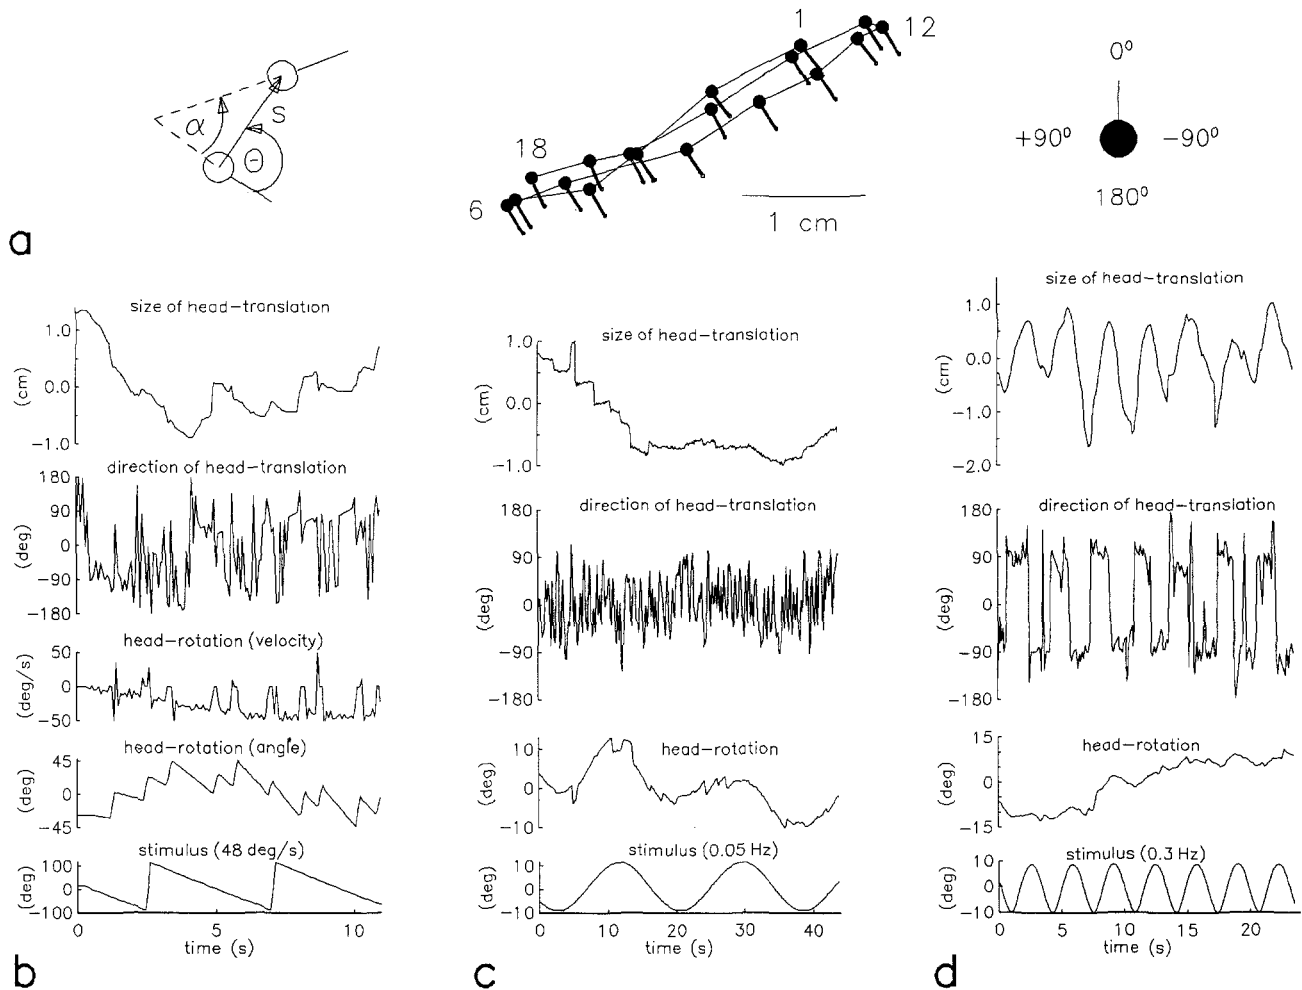 α
S
Θ
1
12
18
6
1 cm
0⁰
+90⁰
−90⁰
180⁰
a
size of head−translation
1.0
0.0
−1.0
(cm)
direction of head−translation
180
90
0
−90
−180
(deg)
head−rotation (velocity)
50
0
−50
(deg/s)
head−rotation (angle)
45
0
−45
(deg)
stimulus (48 deg/s)
100
0
−100
(deg)
0
5
10
time (s)
b
size of head−translation
1.0
0.0
−1.0
(cm)
direction of head−translation
180
90
0
−90
−180
(deg)
head−rotation
10
0
−10
(deg)
stimulus (0.05 Hz)
10
0
−10
(deg)
0
10
20
30
40
time (s)
c
size of head−translation
1.0
0.0
−1.0
−2.0
(cm)
direction of head−translation
180
90
0
−90
−180
(deg)
head−rotation
15
0
−15
(deg)
stimulus (0.3 Hz)
10
0
−10
(deg)
0
5
10
15
20
time (s)
d